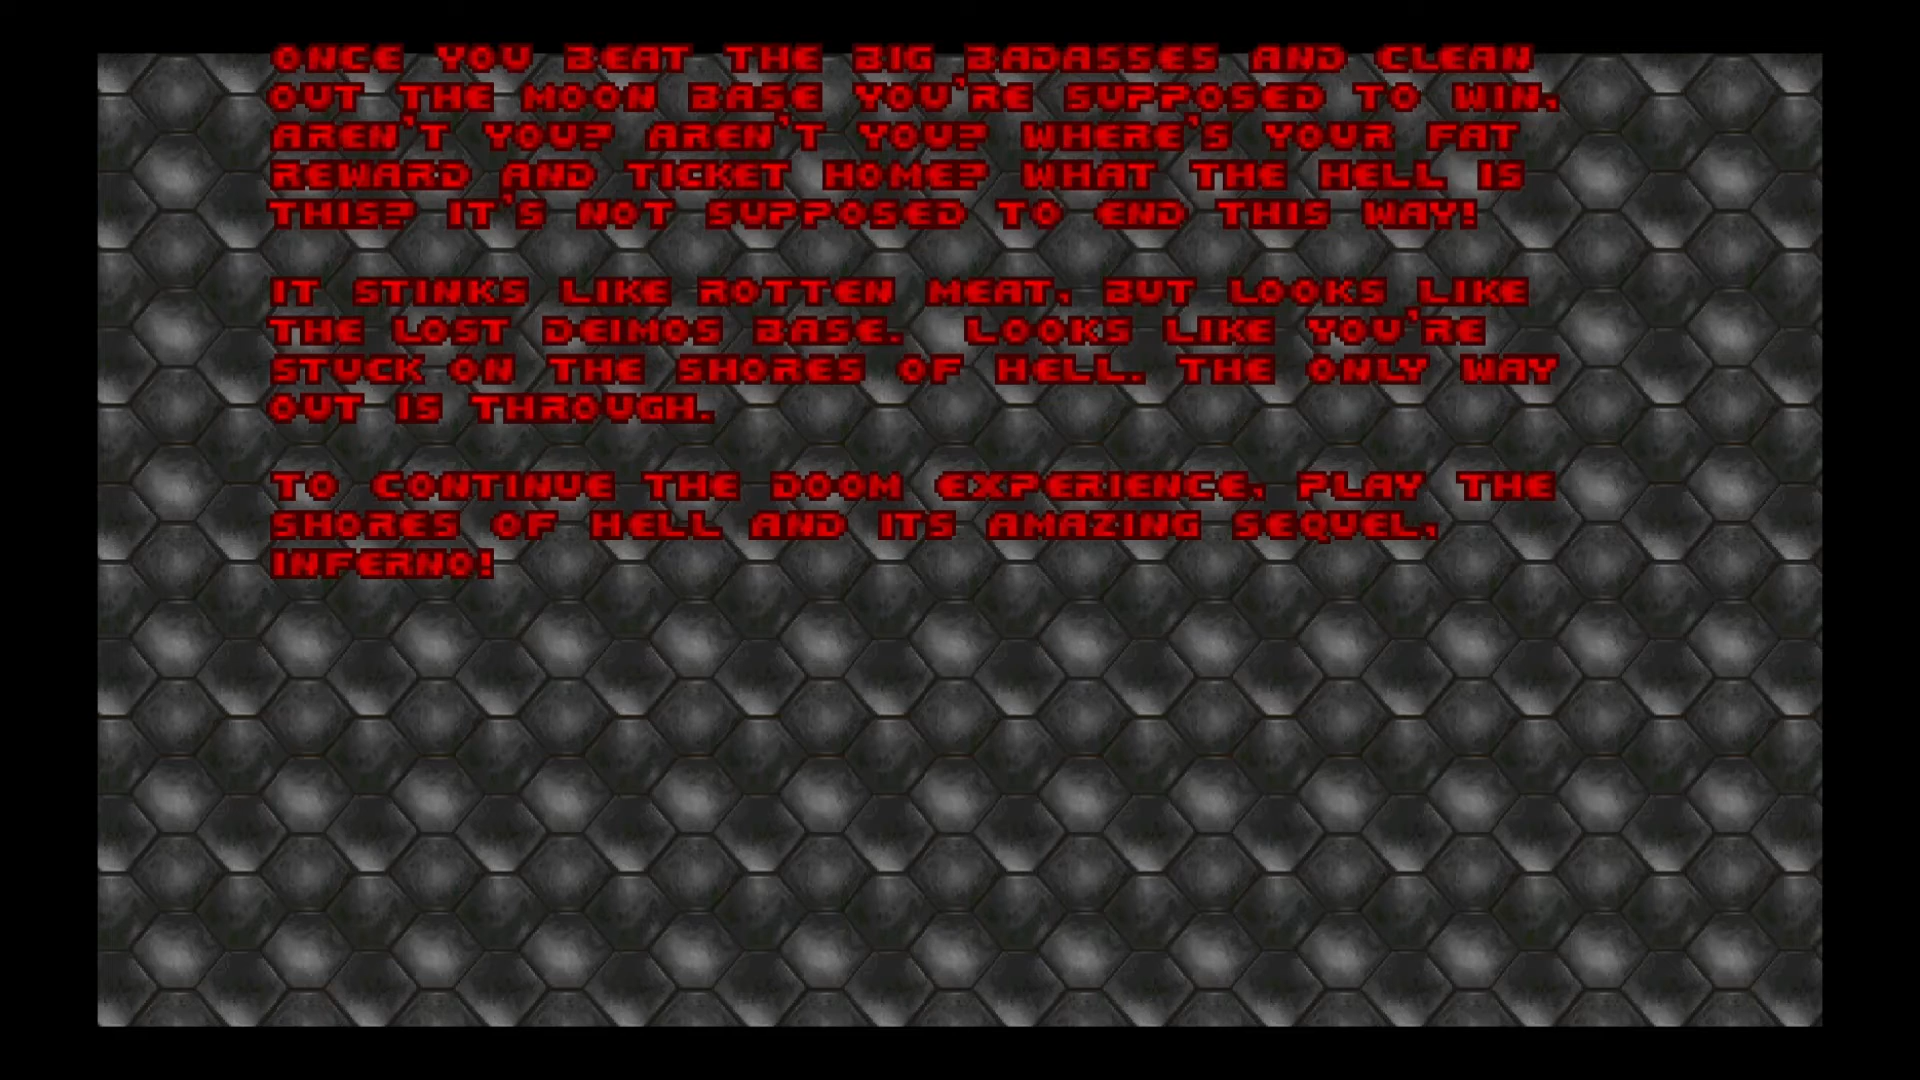 ONCE YOU BEAT THE BIG BADASSES AND CLEAN
OUT THE MOON BASE YOU'RE SUPPOSED TO WIN,
AREN'T YOU? AREN'T YOU? WHERE'S YOUR FAT
REWARD AND TICKET HOME? WHAT THE HELL IS
THIS? IT'S NOT SUPPOSED TO END THIS WAY!
IT STINKS LIKE ROTTEN MEAT, BUT LOOKS LIKE
THE LOST DEIMOS BASE.  LOOKS LIKE YOU'RE
STUCK ON THE SHORES OF HELL. THE ONLY WAY
OUT IS THROUGH.
TO CONTINUE THE DOOM EXPERIENCE, PLAY THE
SHORES OF HELL AND ITS AMAZING SEQUEL,
INFERNO!